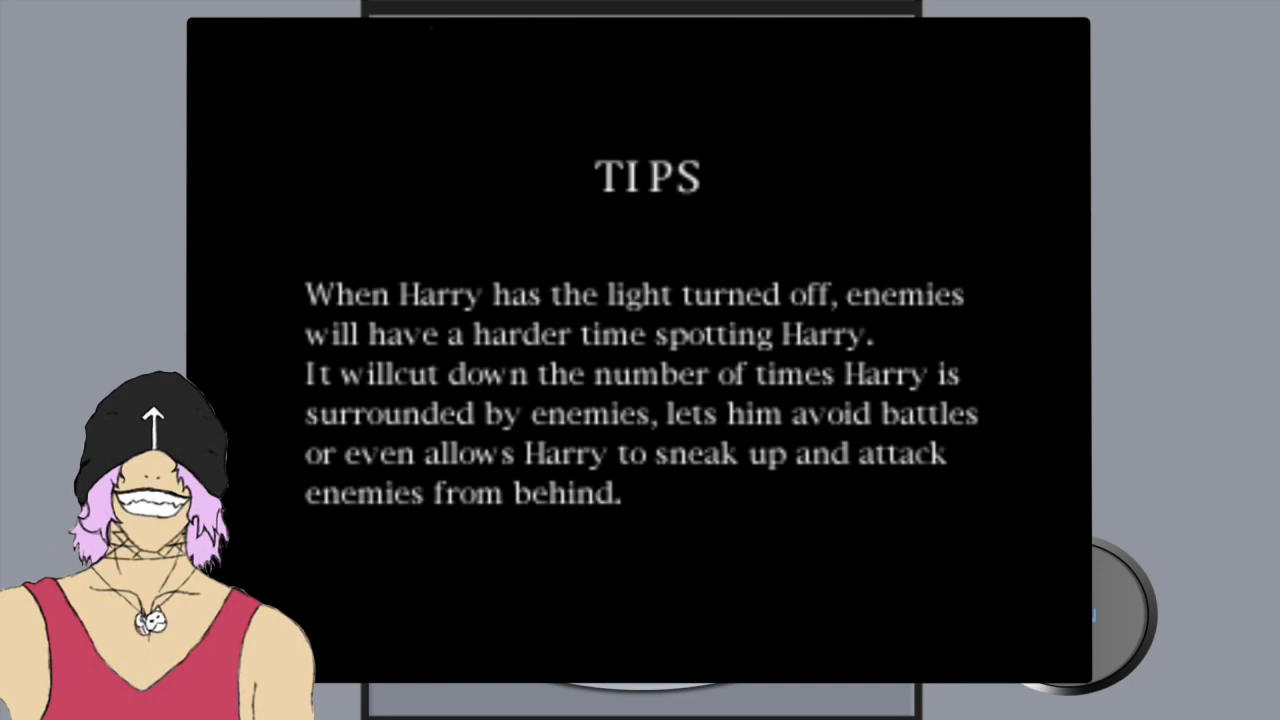 TIPS
When Harry has the light turned off, enemies
will have a harder time spotting Harry.
It willcut down the number of times Harry is
surrounded by enemies, lets him avoid battles
or even allows Harry to sneak up and attack
enemies from behind.